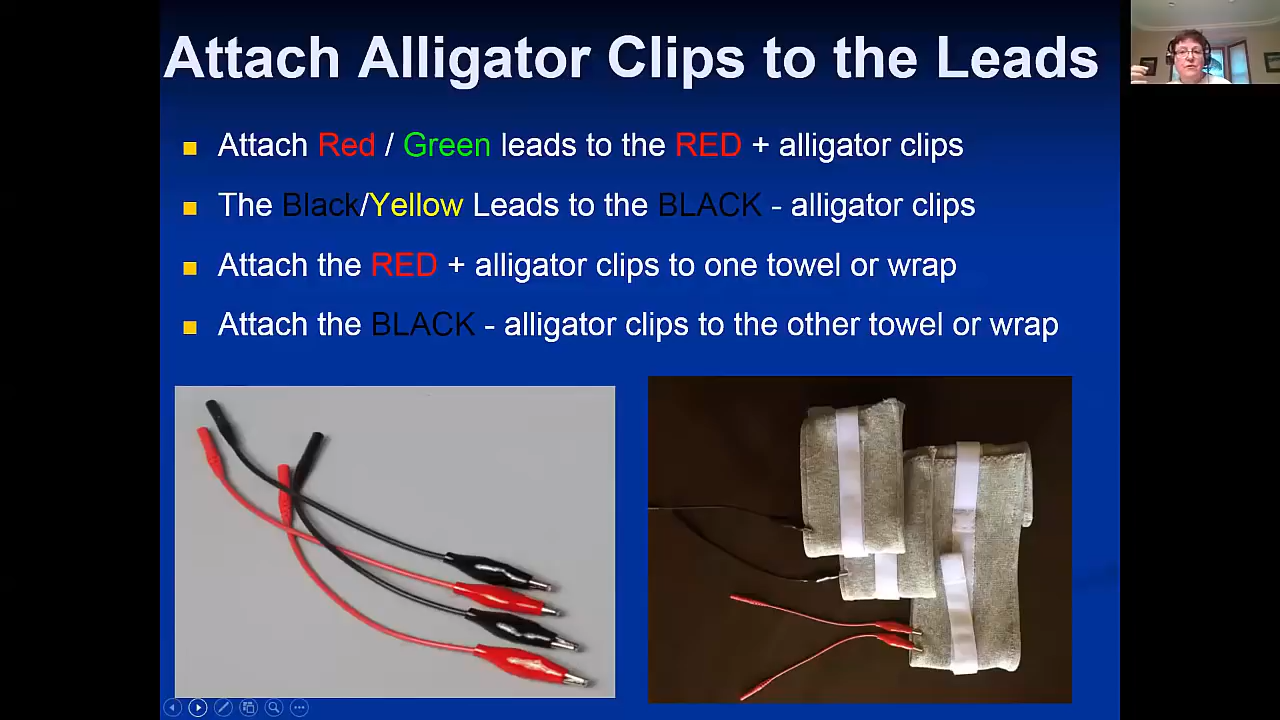 Attach Alligator Clips to the Leads
Attach Red / Green leads to the RED + alligator clips
The Black/Yellow Leads to the BLACK - alligator clips
Attach the RED + alligator clips to one towel or wrap
Attach the BLACK - alligator clips to the other towel or wrap